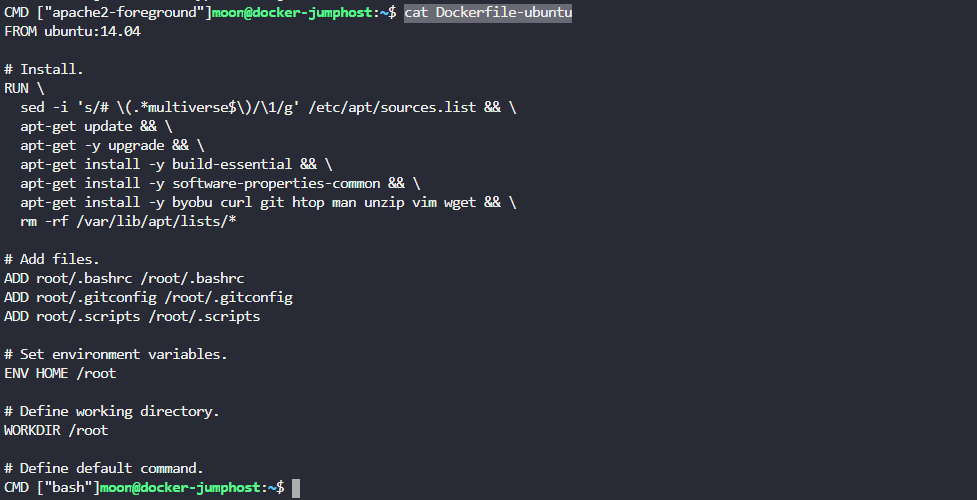 CMD ["apache2-foreground"]moon@docker-jumphost:~$ cat Dockerfile-ubuntu
FROM ubuntu:14.04
# Install.
RUN \
  sed -i 's/# \(.*multiverse$\)/\1/g' /etc/apt/sources.list && \
  apt-get update && \
  apt-get -y upgrade && \
  apt-get install -y build-essential && \
  apt-get install -y software-properties-common && \
  apt-get install -y byobu curl git htop man unzip vim wget && \
  rm -rf /var/lib/apt/lists/*
# Add files.
ADD root/.bashrc /root/.bashrc
ADD root/.gitconfig /root/.gitconfig
ADD root/.scripts /root/.scripts
# Set environment variables.
ENV HOME /root
# Define working directory.
WORKDIR /root
# Define default command.
CMD ["bash"]moon@docker-jumphost:~$